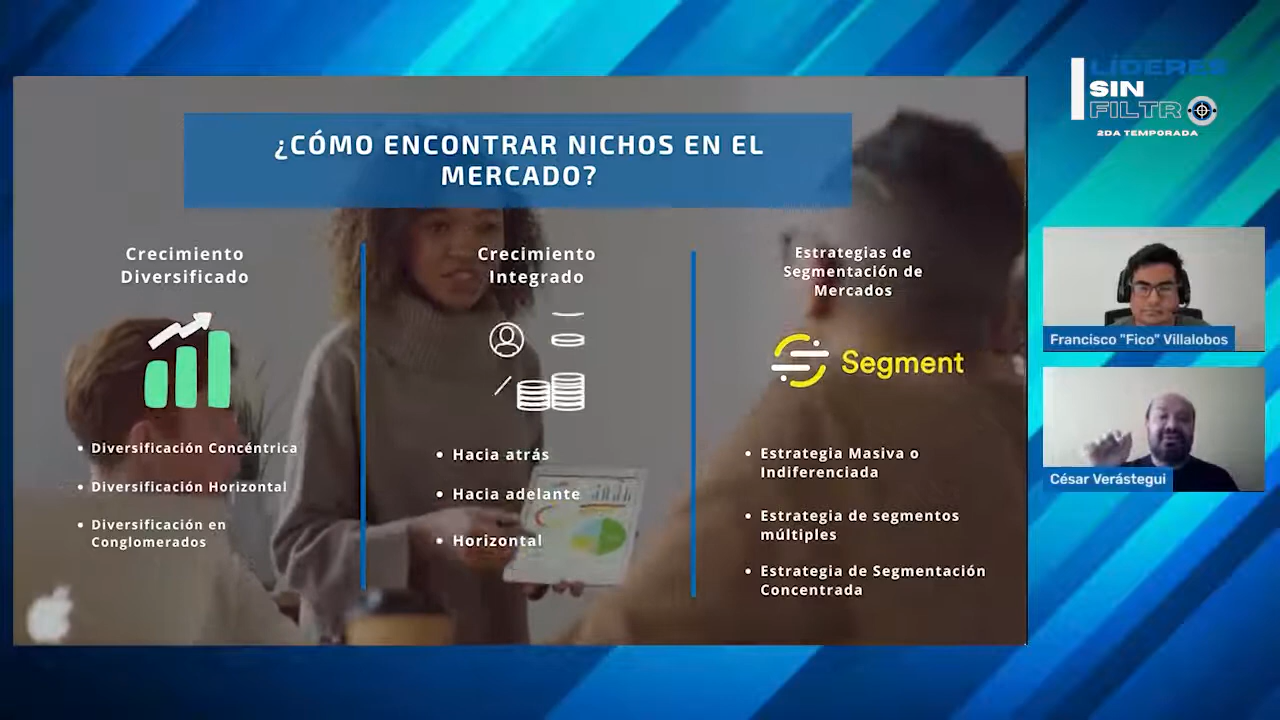 ¿CÓMO ENCONTRAR NICHOS EN EL
MERCADO?
Crecimiento
Diversificado
• Diversificación Concéntrica
• Diversificación Horizontal
• Diversificación en
Conglomerados
Crecimiento
Integrado
• Hacia atrás
• Hacia adelante
• Horizontal
Estrategias de
Segmentación de
Mercados
Segment
• Estrategia Masiva o
Indiferenciada
• Estrategia de segmentos
múltiples
• Estrategia de Segmentación
Concentrada
LÍDERES
SIN
FILTRO
2DA TEMPORADA
Francisco "Fico" Villalobos
César Verástegui